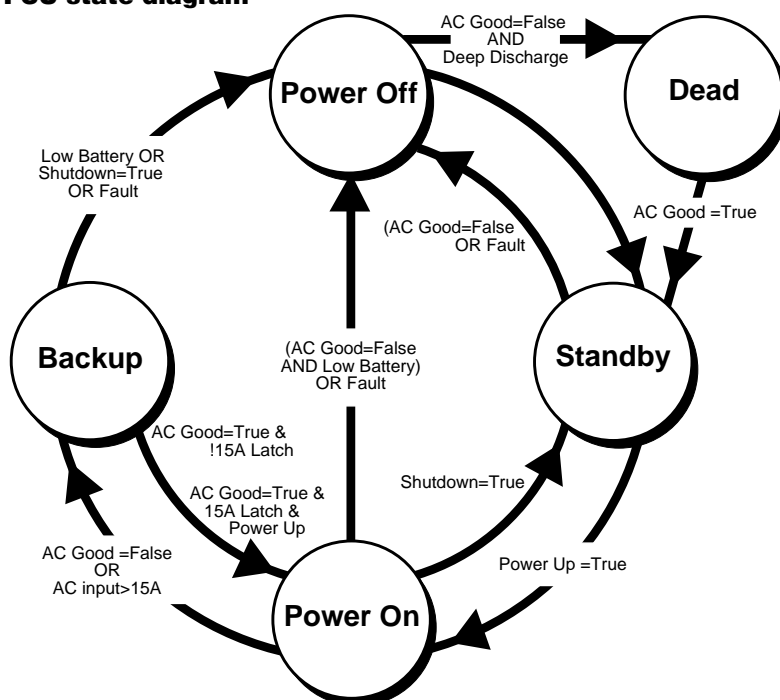 AC Good=False
AND
Deep Discharge
Power Off
Dead
Low Battery OR
Shutdown=True
OR Fault
AC Good =True
(AC Good=False
OR Fault
Backup
(AC Good=False
AND Low Battery)
OR Fault
Standby
AC Good=True &
!15A Latch
AC Good=True &
15A Latch &
Power Up
Shutdown=True
AC Good =False
OR
AC input>15A
Power Up =True
Power On